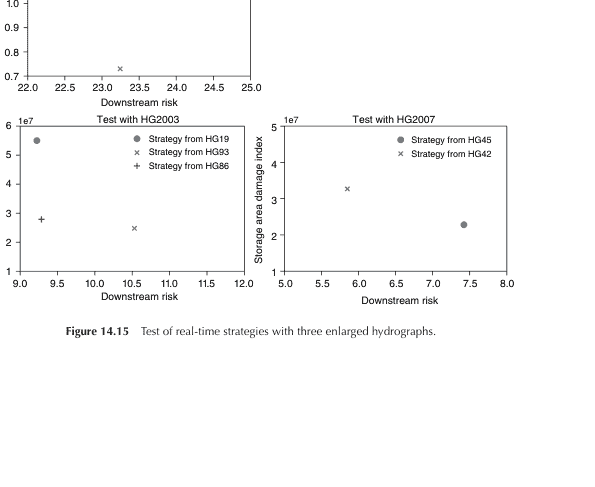 1.0
0.9
0.8
0.7
22.0 22.5 23.0 23.5 24.0 24.5 25.0
Downstream risk
1e7 Test with HG2003
6
5
4
3
2
1
Strategy from HG19
Strategy from HG93
Strategy from HG86
9.0 9.5 10.0 10.5 11.0 11.5 12.0
Downstream risk
1e7 Test with HG2007
Storage area damage index
5
4
3
2
1
Strategy from HG45
Strategy from HG42
5.0 5.5 6.0 6.5 7.0 7.5 8.0
Downstream risk
Figure 14.15 Test of real-time strategies with three enlarged hydrographs.